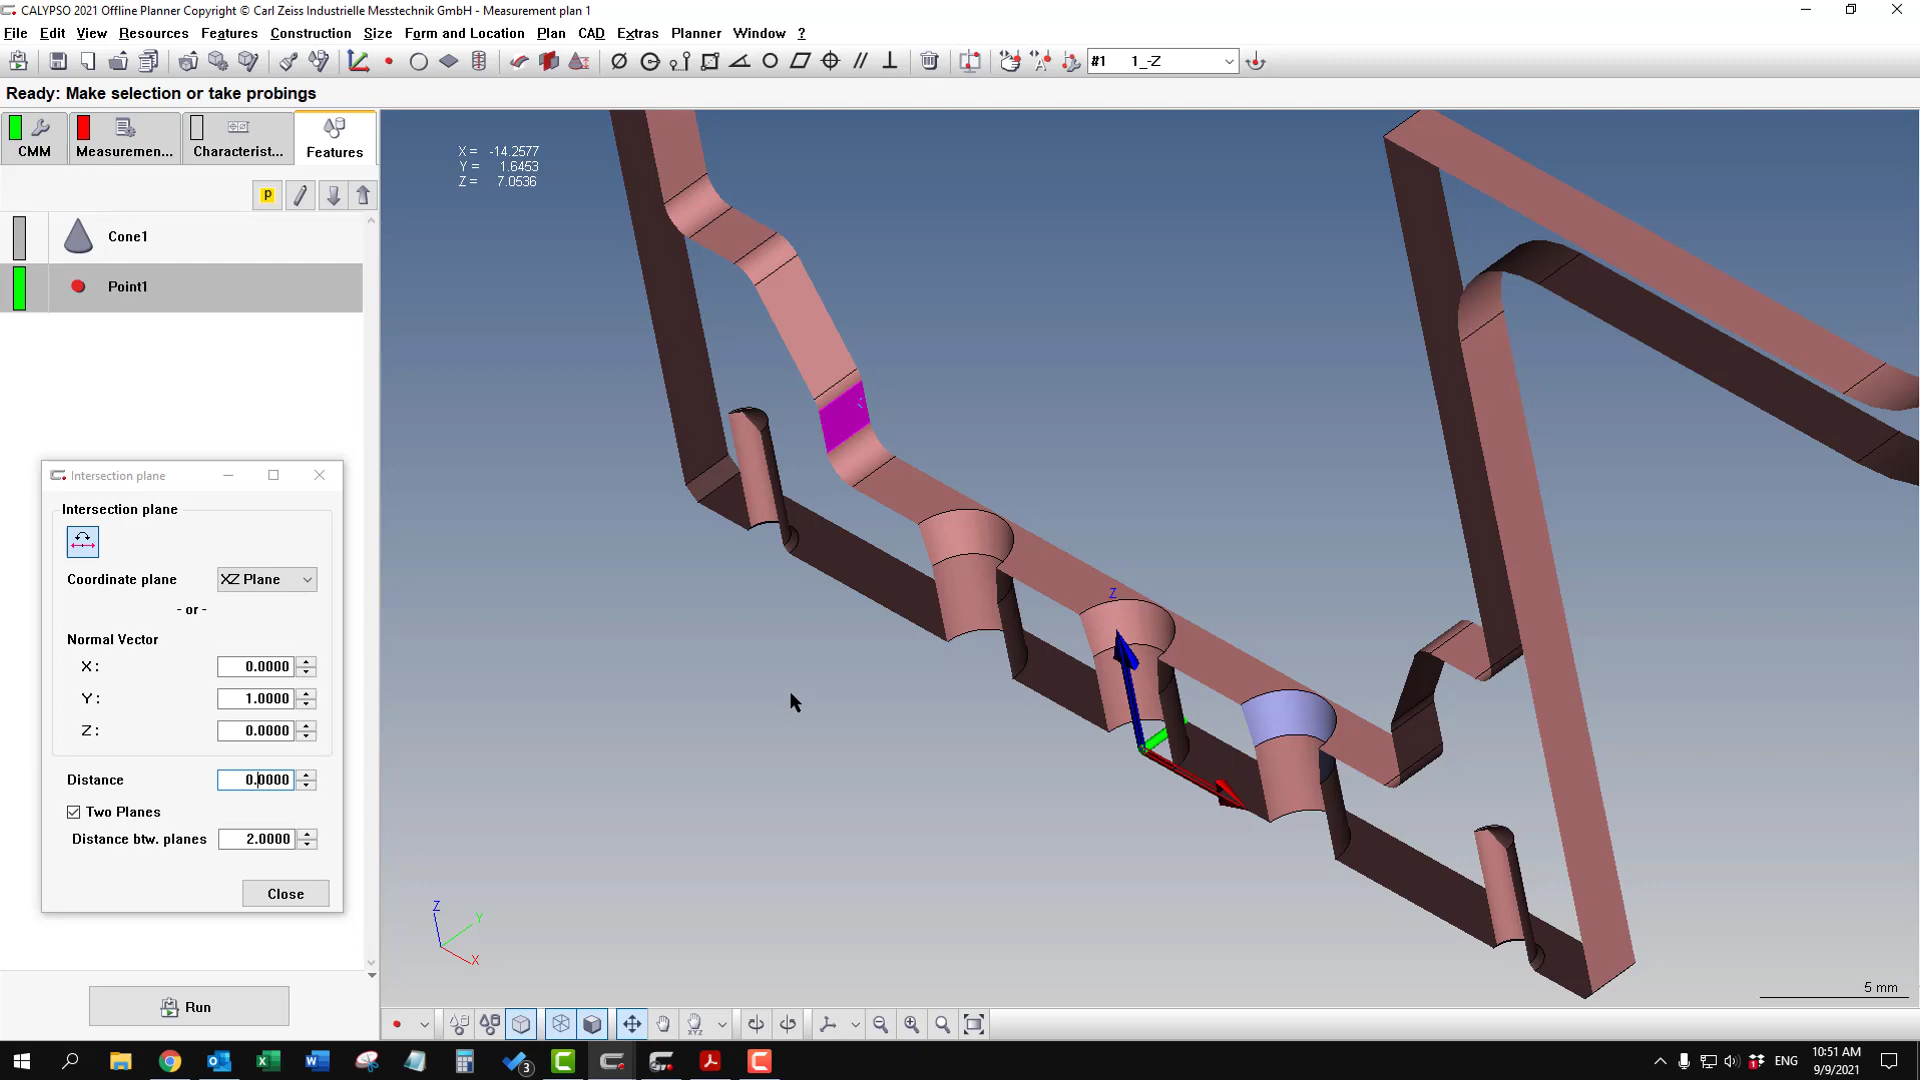 CALYPSO 2021 Offline Planner Copyright © Carl Zeiss Industrielle Messtechnik GmbH - Measurement plan 1
File Edit View Resources Features Construction Size Form and Location Plan CAD Extras Planner Window ?
#1 1_-Z
Ready: Make selection or take probings
CMM Measuremen... Characterist... Features
p
X = -14.2577
Y = 1.6453
Z = 7.0536
Cone1
Point1
Intersection plane
Intersection plane
Coordinate plane XZ Plane
- or -
Normal Vector
X: 0.0000
Y: 1.0000
Z: 0.0000
Distance 0.0000
Two Planes
Distance btw. planes 2.0000
Close
Z
Z
Y
X
5 mm
Run
XYZ
3
ENG
10:51 AM
9/9/2021